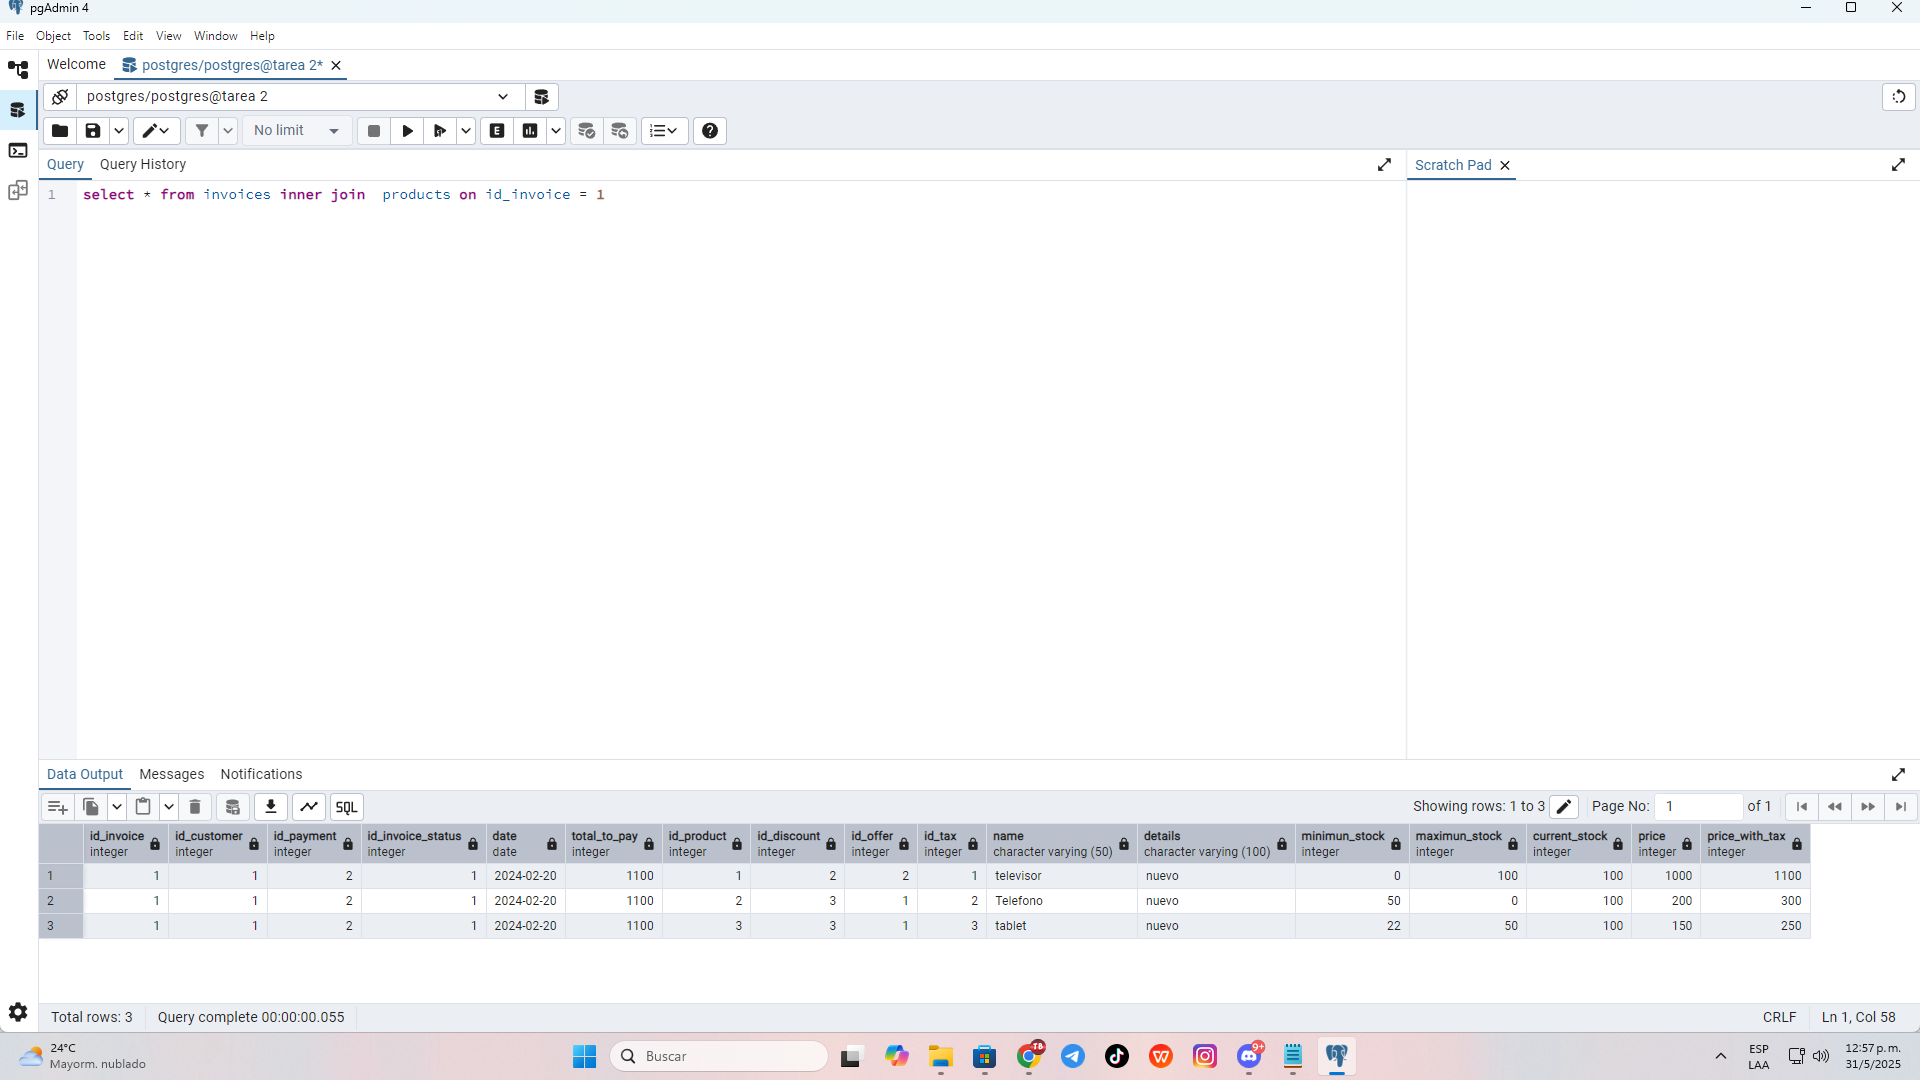 pgAdmin 4
File Object Tools Edit View Window Help
Welcome postgres/postgres@tarea 2*
postgres/postgres@tarea 2
No limit
Query Query History
Scratch Pad
1 select * from invoices inner join  products on id_invoice = 1
Data Output Messages Notifications
SQL Showing rows: 1 to 3 Page No: 1 of 1
id_invoice id_customer id_payment id_invoice_status date total_to_pay id_product id_discount id_offer id_tax name details minimun_stock maximun_stock current_stock price price_with_tax
integer integer integer integer date integer integer integer integer integer character varying (50) character varying (100) integer integer integer integer integer
1 1 1 2 1 2024-02-20 1100 1 2 2 1 televisor nuevo 0 100 100 1000 1100
2 1 1 2 1 2024-02-20 1100 2 3 1 2 Telefono nuevo 50 0 100 200 300
3 1 1 2 1 2024-02-20 1100 3 3 1 3 tablet nuevo 22 50 100 150 250
Total rows: 3 Query complete 00:00:00.055 CRLF Ln 1, Col 58
24°C
Mayorm. nublado
Buscar
TB
9+
ESP
LAA
12:57 p. m.
31/5/2025